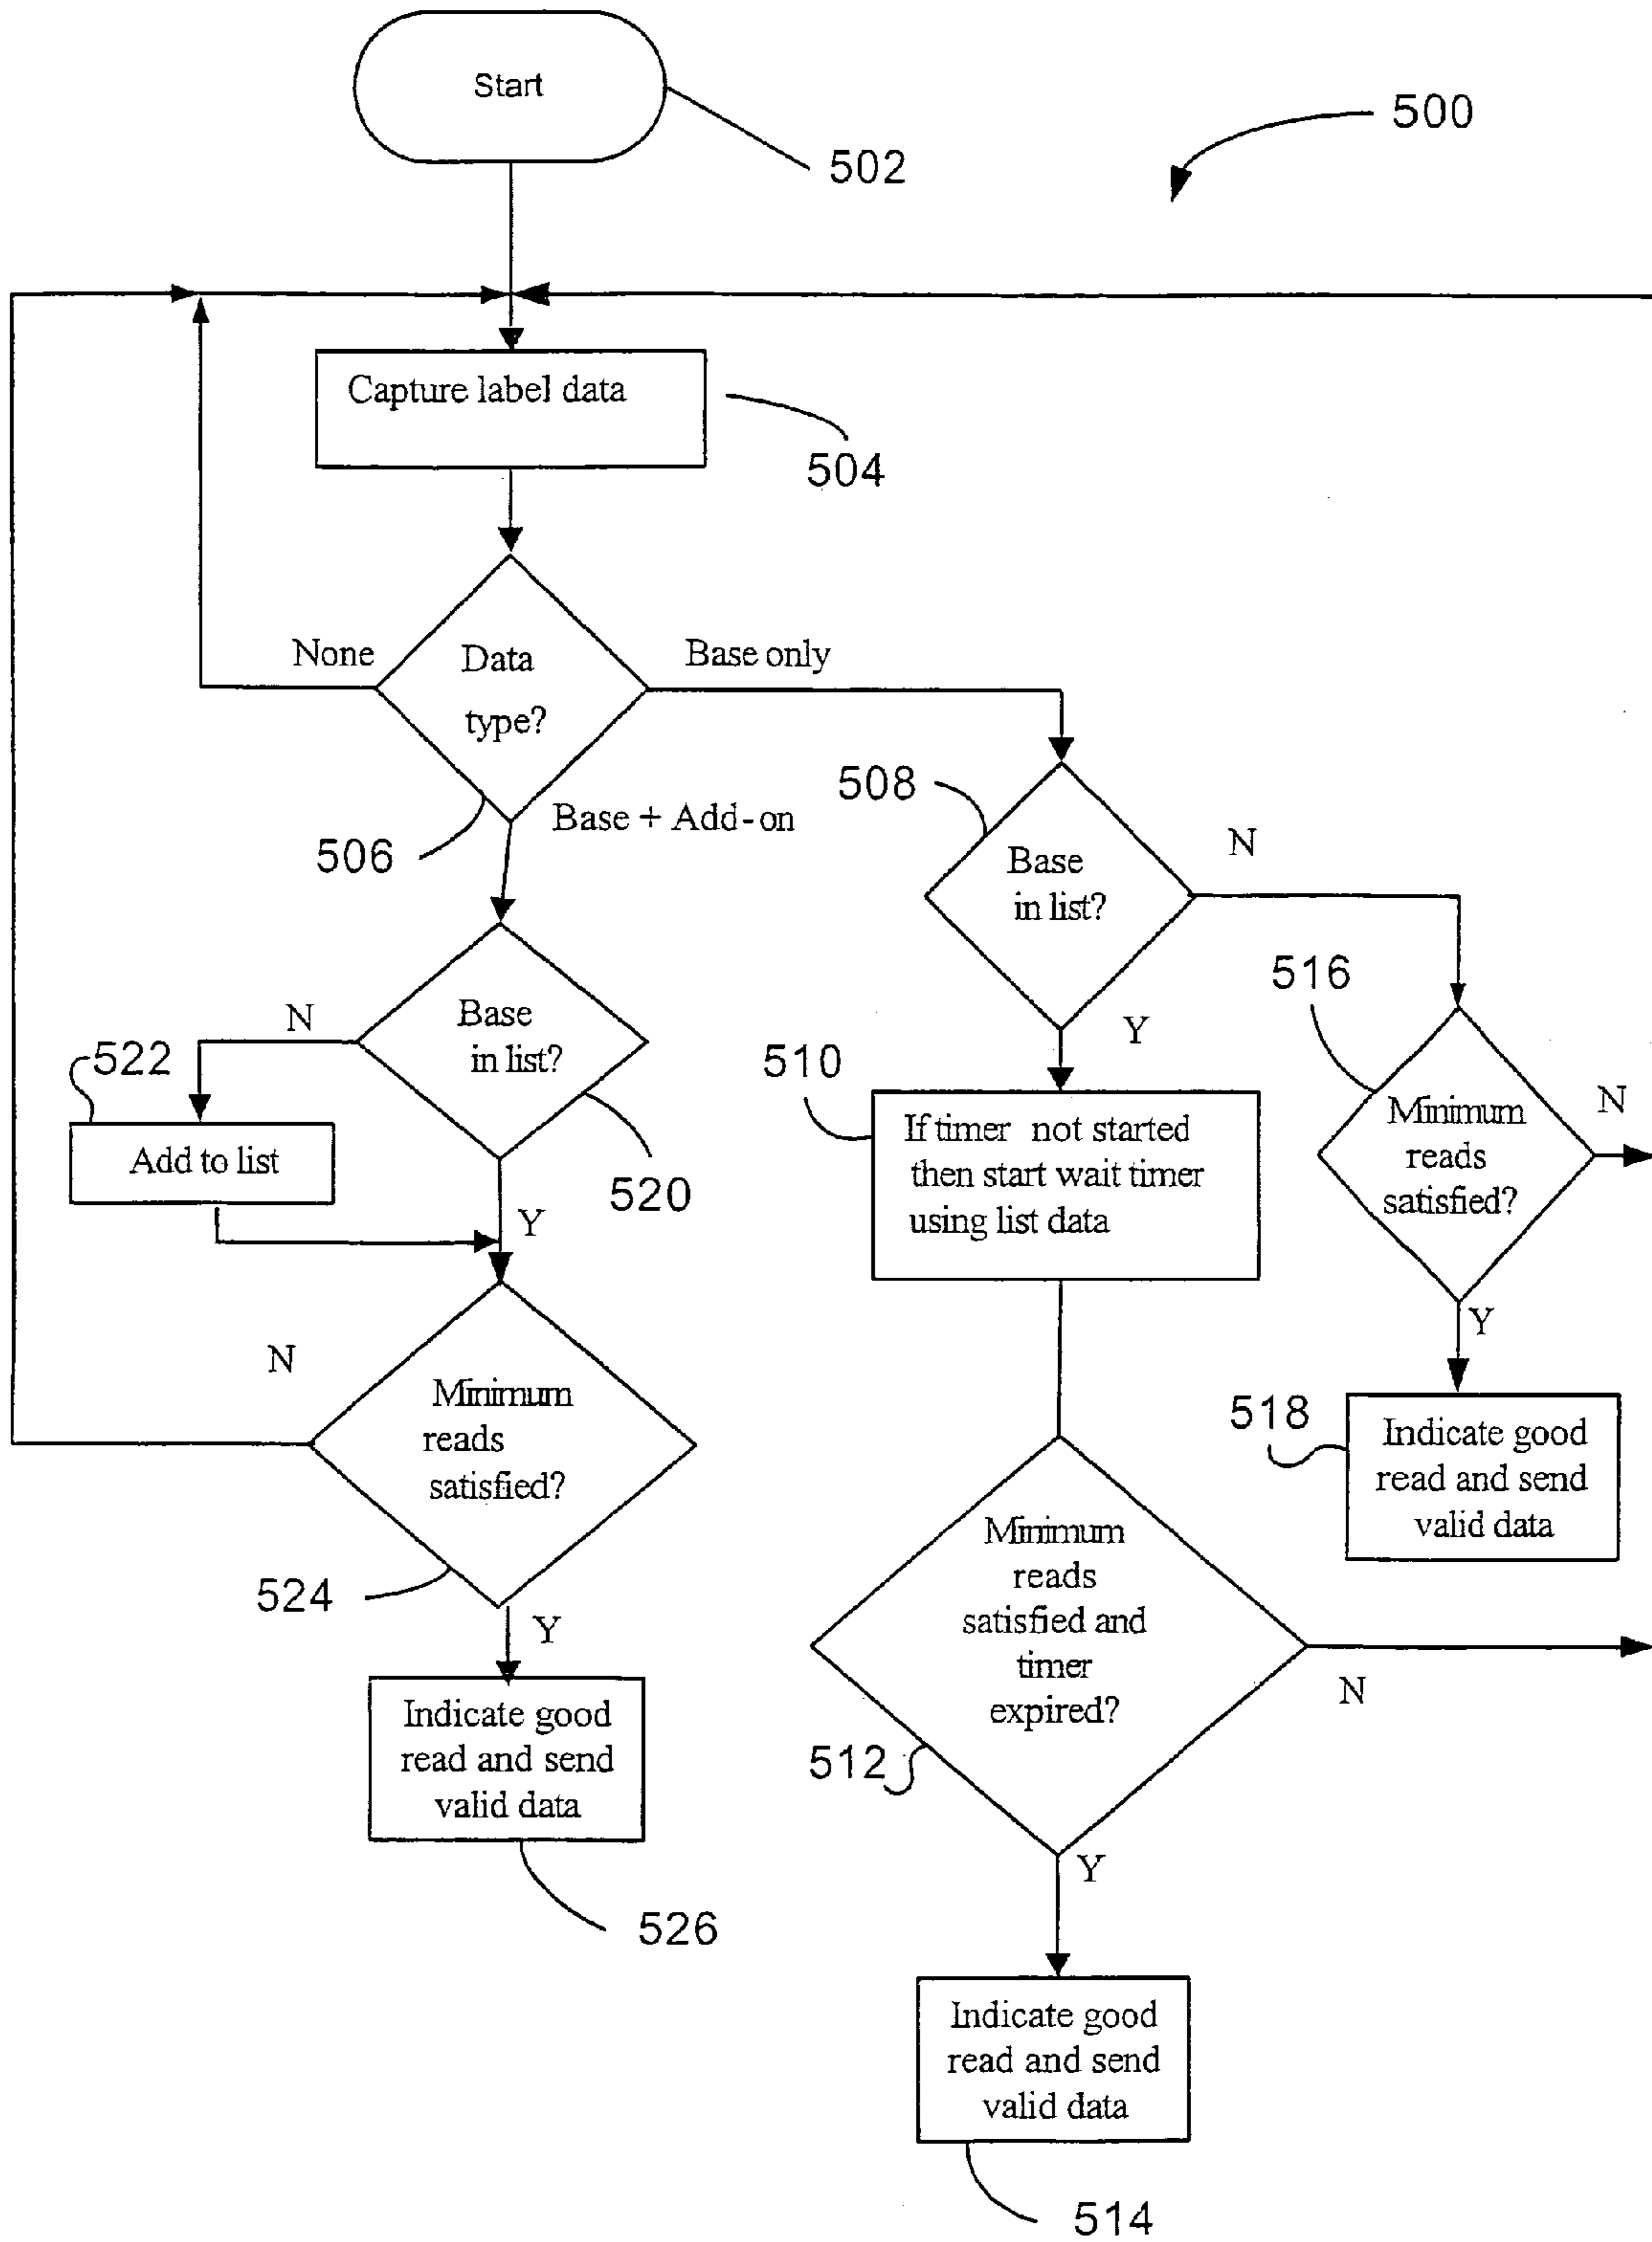 Start
500
502
Capture label data
504
None
Data
type?
Base only
506
Base + Add-on
508
Base
in list?
N
Y
N
Base
in list?
522
Add to list
520
Y
510
If timer not started
then start wait timer
using list data
516
Minimum
reads
satisfied?
N
Y
518
Indicate good
read and send
valid data
N
Minimum
reads
satisfied?
524
Y
Indicate good
read and send
valid data
526
Minimum
reads
satisfied and
timer
expired?
512
N
Y
Indicate good
read and send
valid data
514